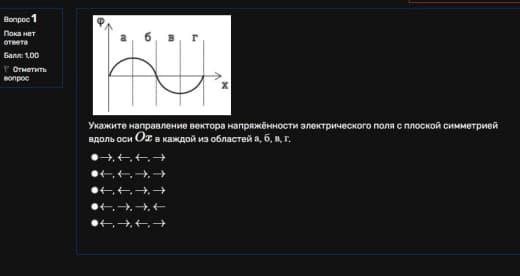 Вопрос 1
Пока нет
ответа
Балл: 1,00
Отметить
вопрос
φ
а б в г
x
Укажите направление вектора напряжённости электрического поля с плоской симметрией
вдоль оси Ox в каждой из областей а, б, в, г.
→, ←, ←, →
←, ←, →, →
←, ←, →, →
←, →, →, ←
←, →, ←, →